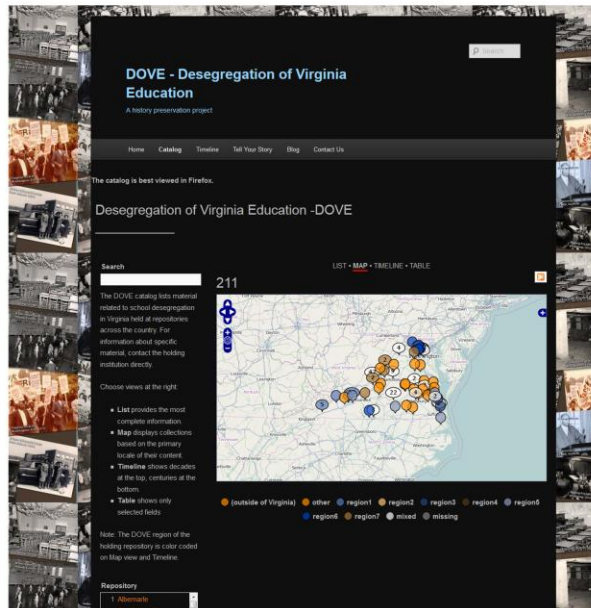 DOVE - Desegregation of Virginia
Education
A history preservation project
Search
Home Catalog Timeline Tell Your Story Blog Contact Us
The catalog is best viewed in Firefox.
Desegregation of Virginia Education -DOVE
Search
The DOVE catalog lists material
related to school desegregation
in Virginia held at repositories
across the country. For
information about specific
material, contact the holding
institution directly.
Choose views at the right:
List provides the most
complete information.
Map displays collections
based on the primary
locale of their content
Timeline shows decades
at the top, centuries at the
bottom.
Table shows only
selected fields
Note: The DOVE region of the
holding repository is color coded
on Map view and Timeline.
Repository
1 Albemarle
LIST • MAP • TIMELINE • TABLE
211
4
22
(outside of Virginia) other region1 region2 region3 region4 region5
region6 region7 mixed missing